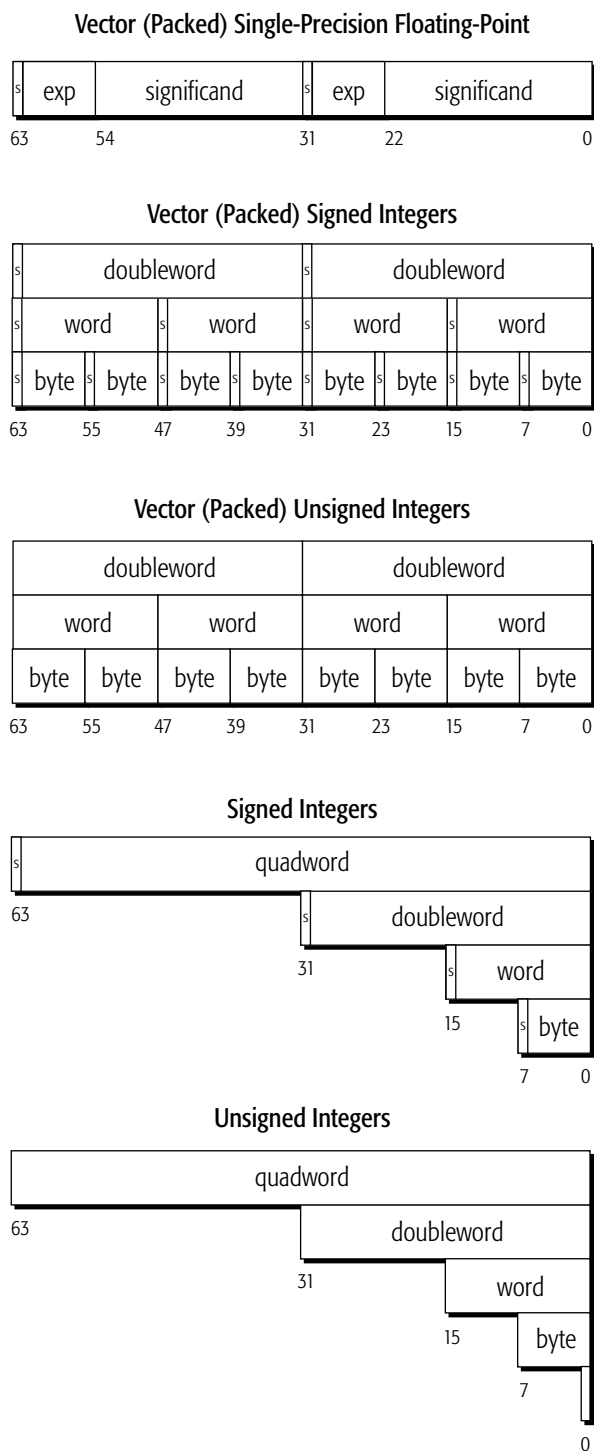 Vector (Packed) Single-Precision Floating-Point
s exp significand s exp significand
63 54 31 22 0
Vector (Packed) Signed Integers
s doubleword s doubleword
s word s word s word s word
s byte s byte s byte s byte s byte s byte s byte s byte
63 55 47 39 31 23 15 7 0
Vector (Packed) Unsigned Integers
doubleword doubleword
word word word word
byte byte byte byte byte byte byte byte
63 55 47 39 31 23 15 7 0
Signed Integers
s quadword
63
s doubleword
31
s word
15
s byte
7 0
Unsigned Integers
quadword
63
doubleword
31
word
15
byte
7
0